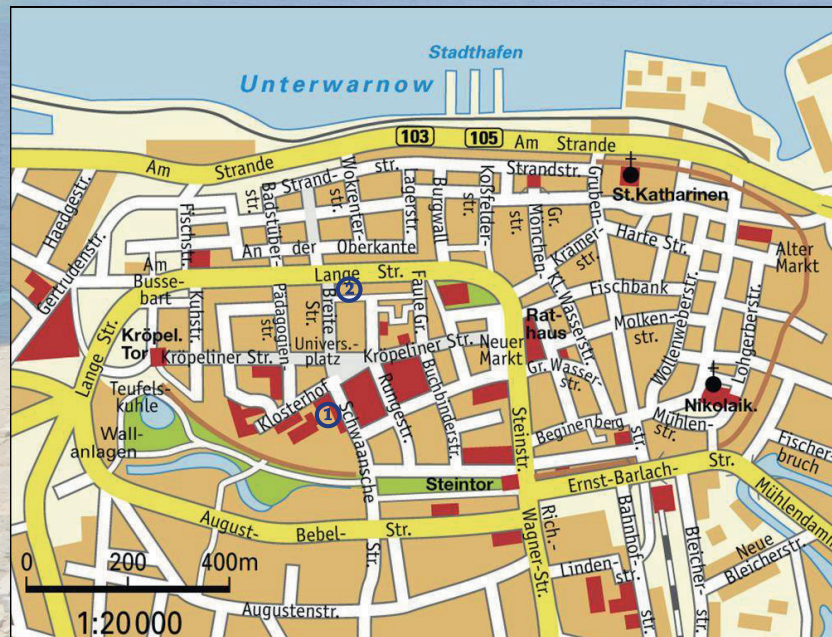 Stadthafen
Unterwarnow
103
105
Am Strande
Am Strande
Strandstr.
St.Katharinen
Haedgestr.
Gertrudenstr.
Fischstr.
Badstüber-
str.
Strand-
str.
Wokrenter-
str.
Lagerstr.
Burgwall
Koßfelder-
str.
Gr.
Mönchen-
str.
Gruben-
str.
Krämer-
str.
Harte Str.
Alter
Markt
An der Oberkante
Am
Busse-
bart
Lange Str.
Lange Str.
2
Kuhstr.
Pädagogien-
str.
Breite
Str.
Faule Gr.
Kl. Wasserstr.
Fischbank
Molken-
str.
Wollenweberstr.
Lohgerberstr.
Rat-
haus
Neuer
Markt
Gr. Wasser-
str.
Kröpel.
Tor
Kröpeliner Str.
Univers.-
platz
Kröpeliner Str.
Teufels-
kuhle
Wall-
anlagen
Klosterhof
1
Schwaansche
Str.
Rungestr.
Buchbinderstr.
Steinstr.
Nikolaik.
Mühlen-
str.
Beginenberg
Fischer-
bruch
Steintor
Ernst-Barlach-
Str.
Mühlendamm
August-
Bebel-
Str.
Rich.-
Wagner-Str.
Bahnhof-
str.
Bleicher-
str.
Neue
Bleicherstr.
Linden-
str.
Augustenstr.
0 200 400m
1:20000